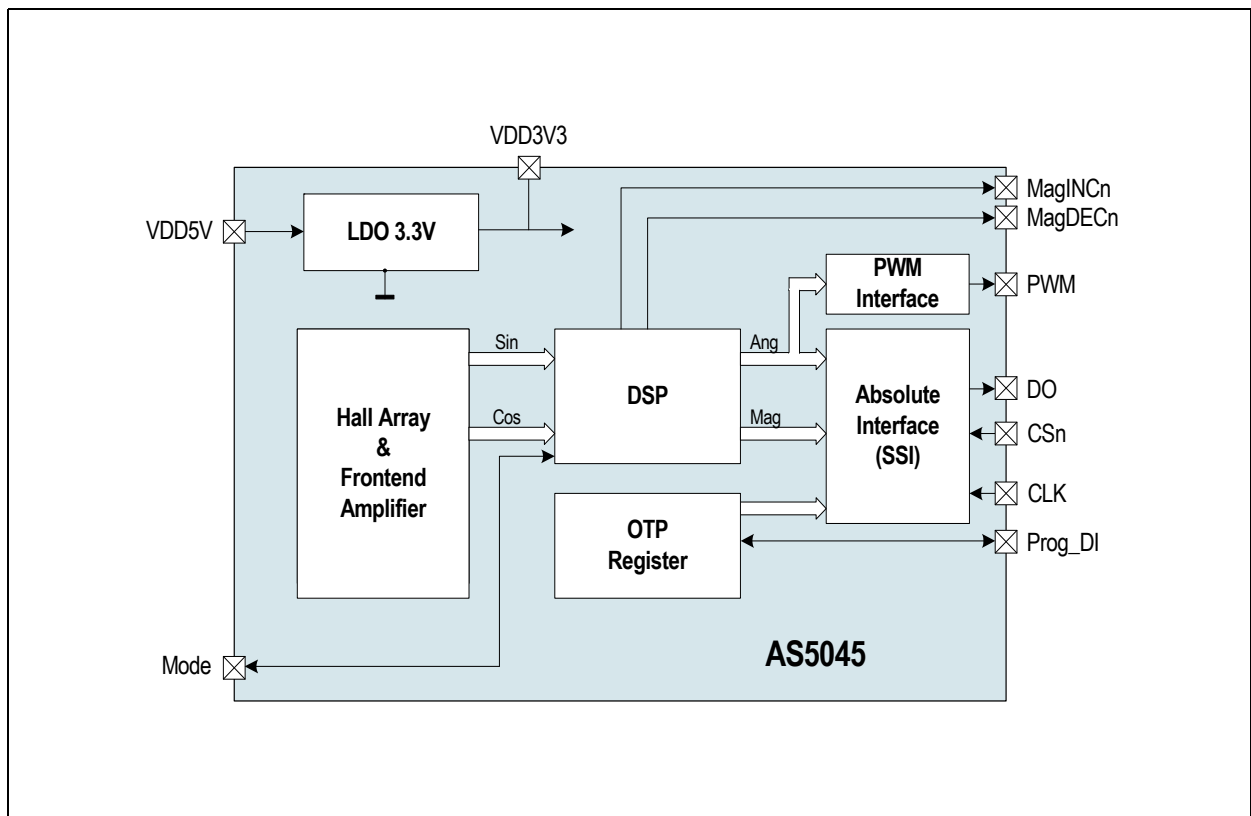 VDD3V3
MagINCn
MagDECn
VDD5V
LDO 3.3V
PWM
Interface
PWM
Sin
Ang
Hall Array
&
Frontend
Amplifier
DSP
Cos
Mag
Absolute
Interface
(SSI)
DO
CSn
CLK
OTP
Register
Prog_DI
Mode
AS5045